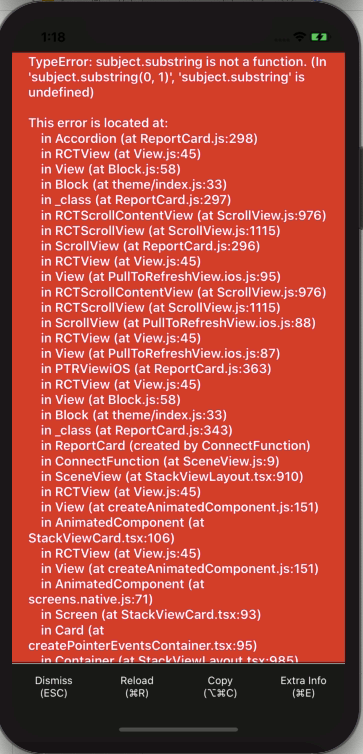 1:18
TypeError: subject.substring is not a function. (In
'subject.substring(0, 1)', 'subject.substring' is
undefined)
This error is located at:
in Accordion (at ReportCard.js:298)
in RCTView (at View.js:45)
in View (at Block.js:58)
in Block (at theme/index.js:33)
in _class (at ReportCard.js:297)
in RCTScrollContentView (at ScrollView.js:976)
in RCTScrollView (at ScrollView.js:1115)
in ScrollView (at ReportCard.js:296)
in RCTView (at View.js:45)
in View (at PullToRefreshView.ios.js:95)
in RCTScrollContentView (at ScrollView.js:976)
in RCTScrollView (at ScrollView.js:1115)
in ScrollView (at PullToRefreshView.ios.js:88)
in RCTView (at View.js:45)
in View (at PullToRefreshView.ios.js:87)
in PTRViewiOS (at ReportCard.js:363)
in RCTView (at View.js:45)
in View (at Block.js:58)
in Block (at theme/index.js:33)
in _class (at ReportCard.js:343)
in ReportCard (created by ConnectFunction)
in ConnectFunction (at SceneView.js:9)
in SceneView (at StackViewLayout.tsx:910)
in RCTView (at View.js:45)
in View (at createAnimatedComponent.js:151)
in AnimatedComponent (at
StackViewCard.tsx:106)
in RCTView (at View.js:45)
in View (at createAnimatedComponent.js:151)
in AnimatedComponent (at
screens.native.js:71)
in Screen (at StackViewCard.tsx:93)
in Card (at
createPointerEventsContainer.tsx:95)
in Container (at StackViewLayout.tsx:985)
Dismiss Reload Copy Extra Info
(ESC) (⌘R) (⌥⌘C) (⌘E)